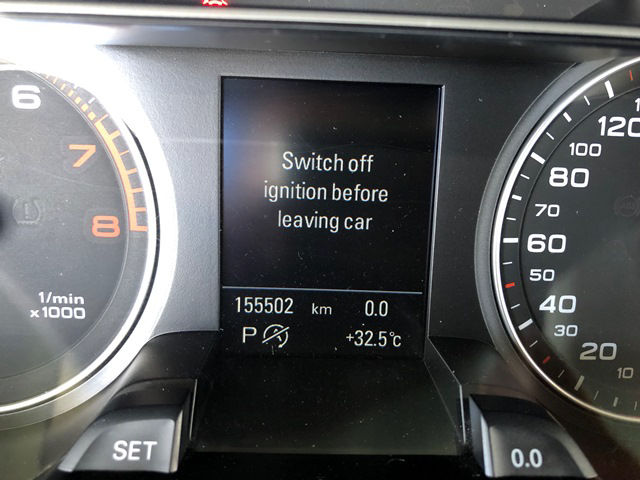 6
7
8
1/min
x1000
Switch off
ignition before
leaving car
155502 km 0.0
P +32.5°C
120
100
80
70
60
50
40
30
20
10
SET
0.0